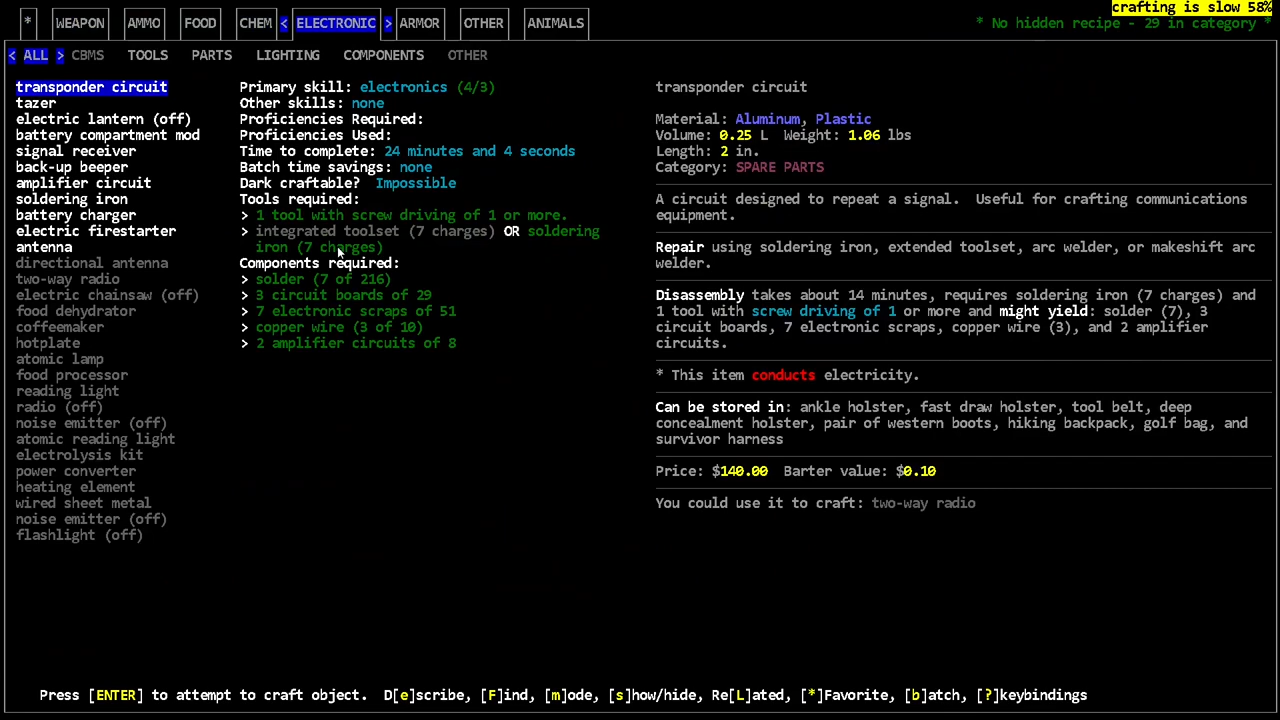 crafting is slow 58%
* WEAPON AMMO FOOD CHEM < ELECTRONIC > ARMOR OTHER ANIMALS
* No hidden recipe - 29 in category *
< ALL > CBMS TOOLS PARTS LIGHTING COMPONENTS OTHER
transponder circuit
tazer
electric lantern (off)
battery compartment mod
signal receiver
back-up beeper
amplifier circuit
soldering iron
battery charger
electric firestarter
antenna
directional antenna
two-way radio
electric chainsaw (off)
food dehydrator
coffeemaker
hotplate
atomic lamp
food processor
reading light
radio (off)
noise emitter (off)
atomic reading light
electrolysis kit
power converter
heating element
wired sheet metal
noise emitter (off)
flashlight (off)
Primary skill: electronics (4/3)
Other skills: none
Proficiencies Required:
Proficiencies Used:
Time to complete: 24 minutes and 4 seconds
Batch time savings: none
Dark craftable? Impossible
Tools required:
> 1 tool with screw driving of 1 or more.
> integrated toolset (7 charges) OR soldering
iron (7 charges)
Components required:
> solder (7 of 216)
> 3 circuit boards of 29
> 7 electronic scraps of 51
> copper wire (3 of 10)
> 2 amplifier circuits of 8
transponder circuit
Material: Aluminum, Plastic
Volume: 0.25 L Weight: 1.06 lbs
Length: 2 in.
Category: SPARE PARTS
A circuit designed to repeat a signal. Useful for crafting communications
equipment.
Repair using soldering iron, extended toolset, arc welder, or makeshift arc
welder.
Disassembly takes about 14 minutes, requires soldering iron (7 charges) and
1 tool with screw driving of 1 or more and might yield: solder (7), 3
circuit boards, 7 electronic scraps, copper wire (3), and 2 amplifier
circuits.
* This item conducts electricity.
Can be stored in: ankle holster, fast draw holster, tool belt, deep
concealment holster, pair of western boots, hiking backpack, golf bag, and
survivor harness
Price: $140.00 Barter value: $0.10
You could use it to craft: two-way radio
Press [ENTER] to attempt to craft object. D[e]scribe, [F]ind, [m]ode, [s]how/hide, Re[L]ated, [*]Favorite, [b]atch, [?]keybindings